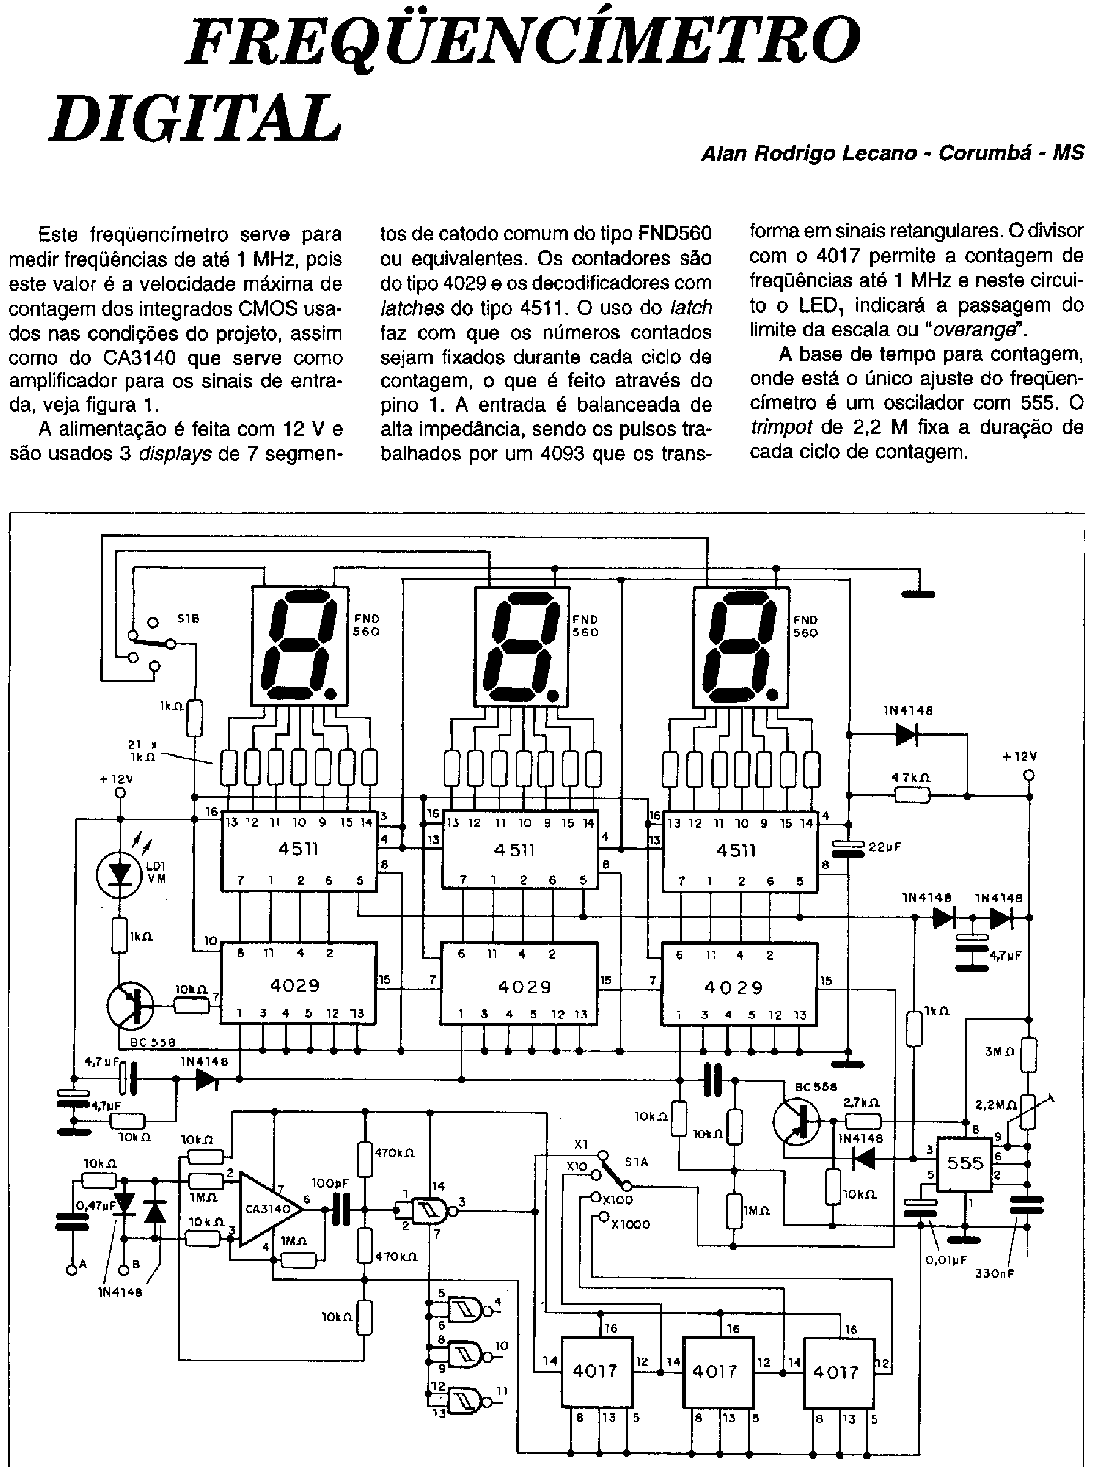 FREQÜENCÍMETRO
DIGITAL
Alan Rodrigo Lecano - Corumbá - MS
Este freqüencímetro serve para
medir freqüências de até 1 MHz, pois
este valor é a velocidade máxima de
contagem dos integrados CMOS usa-
dos nas condições do projeto, assim
como do CA3140 que serve como
amplificador para os sinais de entra-
da, veja figura 1.
A alimentação é feita com 12 V e
são usados 3 displays de 7 segmen-
tos de catodo comum do tipo FND560
ou equivalentes. Os contadores são
do tipo 4029 e os decodificadores com
latches do tipo 4511. O uso do latch
faz com que os números contados
sejam fixados durante cada ciclo de
contagem, o que é feito através do
pino 1. A entrada é balanceada de
alta impedância, sendo os pulsos tra-
balhados por um 4093 que os trans-
forma em sinais retangulares. O divisor
com o 4017 permite a contagem de
freqüências até 1 MHz e neste circui-
to o LED, indicará a passagem do
limite da escala ou "overange".
A base de tempo para contagem,
onde está o único ajuste do freqüen-
címetro é um oscilador com 555. O
trimpot de 2,2 M fixa a duração de
cada ciclo de contagem.
S1B
FND
560
FND
560
FND
560
1kΩ
21 x
1kΩ
1N4148
+12V
47kΩ
+12V
16 13 12 11 10 9 15 14 3
4511
4
8
7 1 2 6 5
16 13 12 11 10 9 15 14
13
4511
4
8
7 1 2 6 5
16 13 12 11 10 9 15 14 4
13
4511
8
7 1 2 6 5
22µF
LD1
VM
1kΩ
1N4148 1N4148
4,7µF
10 6 11 4 2
4029
7
15
1 3 4 5 12 13
6 11 4 2
7
4029
15
1 3 4 5 12 13
6 11 4 2
7
4029
15
1 3 4 5 12 13
10kΩ
BC558
1kΩ
3MΩ
4,7µF
1N4148
4,7µF
10kΩ
10kΩ
10kΩ
BC558
2,7kΩ
2,2MΩ
1N4148
8
9
3
555
6
5
2
1
10kΩ
1MΩ
0,01µF
330nF
10kΩ
10kΩ
1MΩ
0,47µF
10kΩ
2
7
CA3140
6
3
4
1MΩ
A
B
1N4148
470kΩ
100µF
470kΩ
10kΩ
14
1
2
3
7
5
6
4
8
9
10
12
13
11
X1
X10
X100
X1000
S1A
16
14
4017
12
8 13 5
16
14
4017
12
8 13 5
16
14
4017
12
8 13 5